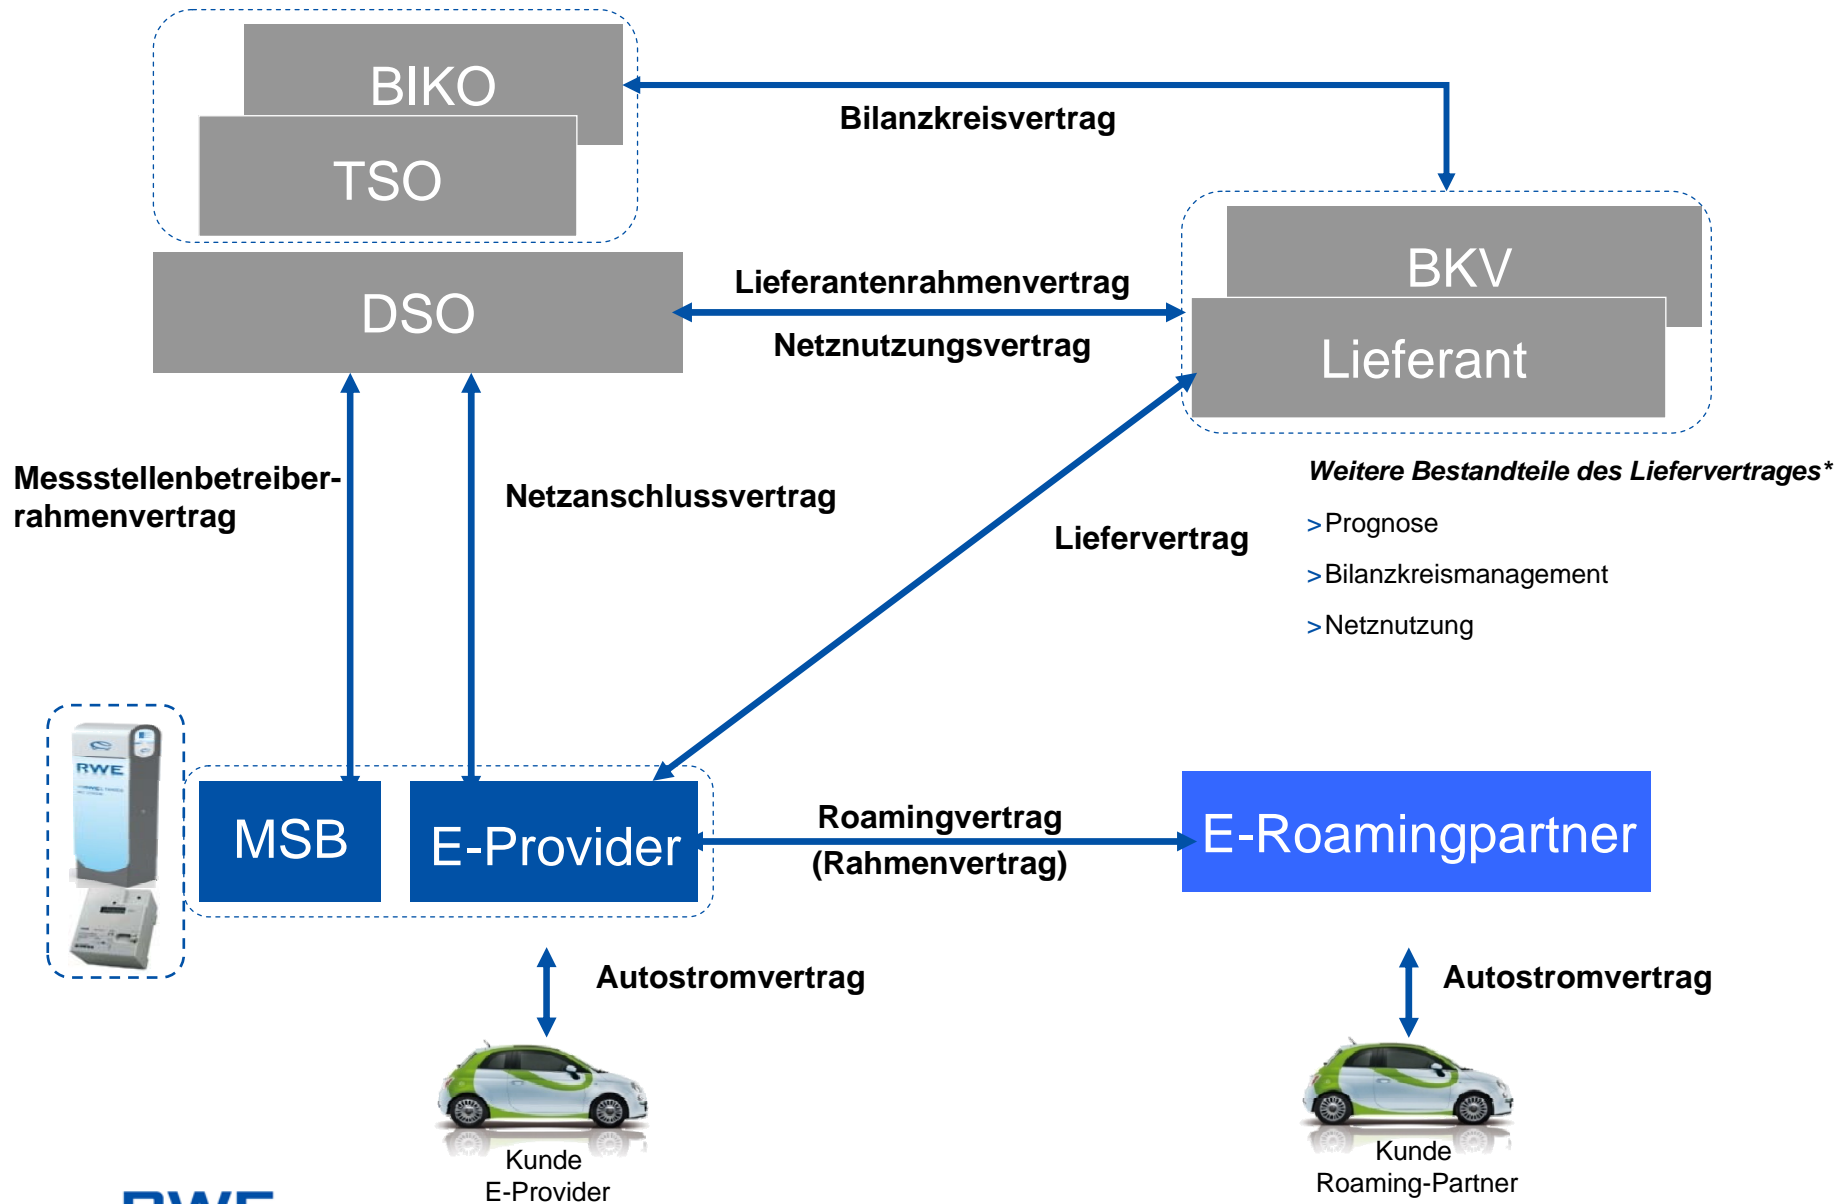 BIKO
TSO
Bilanzkreisvertrag
DSO
Lieferantenrahmenvertrag
Netznutzungsvertrag
BKV
Lieferant
Messstellenbetreiber-
rahmenvertrag
Netzanschlussvertrag
Liefervertrag
Weitere Bestandteile des Liefervertrages*
>Prognose
>Bilanzkreismanagement
>Netznutzung
RWE
MSB
E-Provider
Roamingvertrag
(Rahmenvertrag)
E-Roamingpartner
Autostromvertrag
Autostromvertrag
Kunde
E-Provider
Kunde
Roaming-Partner
RWE